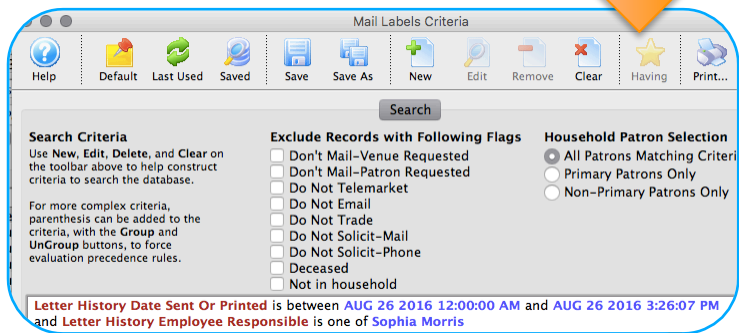 Mail Labels Criteria
Help Default Last Used Saved Save Save As New Edit Remove Clear Having Print...
Search
Search Criteria
Use New, Edit, Delete, and Clear on
the toolbar above to help construct
criteria to search the database.
For more complex criteria,
parenthesis can be added to the
criteria, with the Group and
UnGroup buttons, to force
evaluation precedence rules.
Exclude Records with Following Flags
Don't Mail-Venue Requested
Don't Mail-Patron Requested
Do Not Telemarket
Do Not Email
Do Not Trade
Do Not Solicit-Mail
Do Not Solicit-Phone
Deceased
Not in household
Household Patron Selection
All Patrons Matching Criteri
Primary Patrons Only
Non-Primary Patrons Only
Letter History Date Sent Or Printed is between AUG 26 2016 12:00:00 AM and AUG 26 2016 3:26:07 PM
and Letter History Employee Responsible is one of Sophia Morris